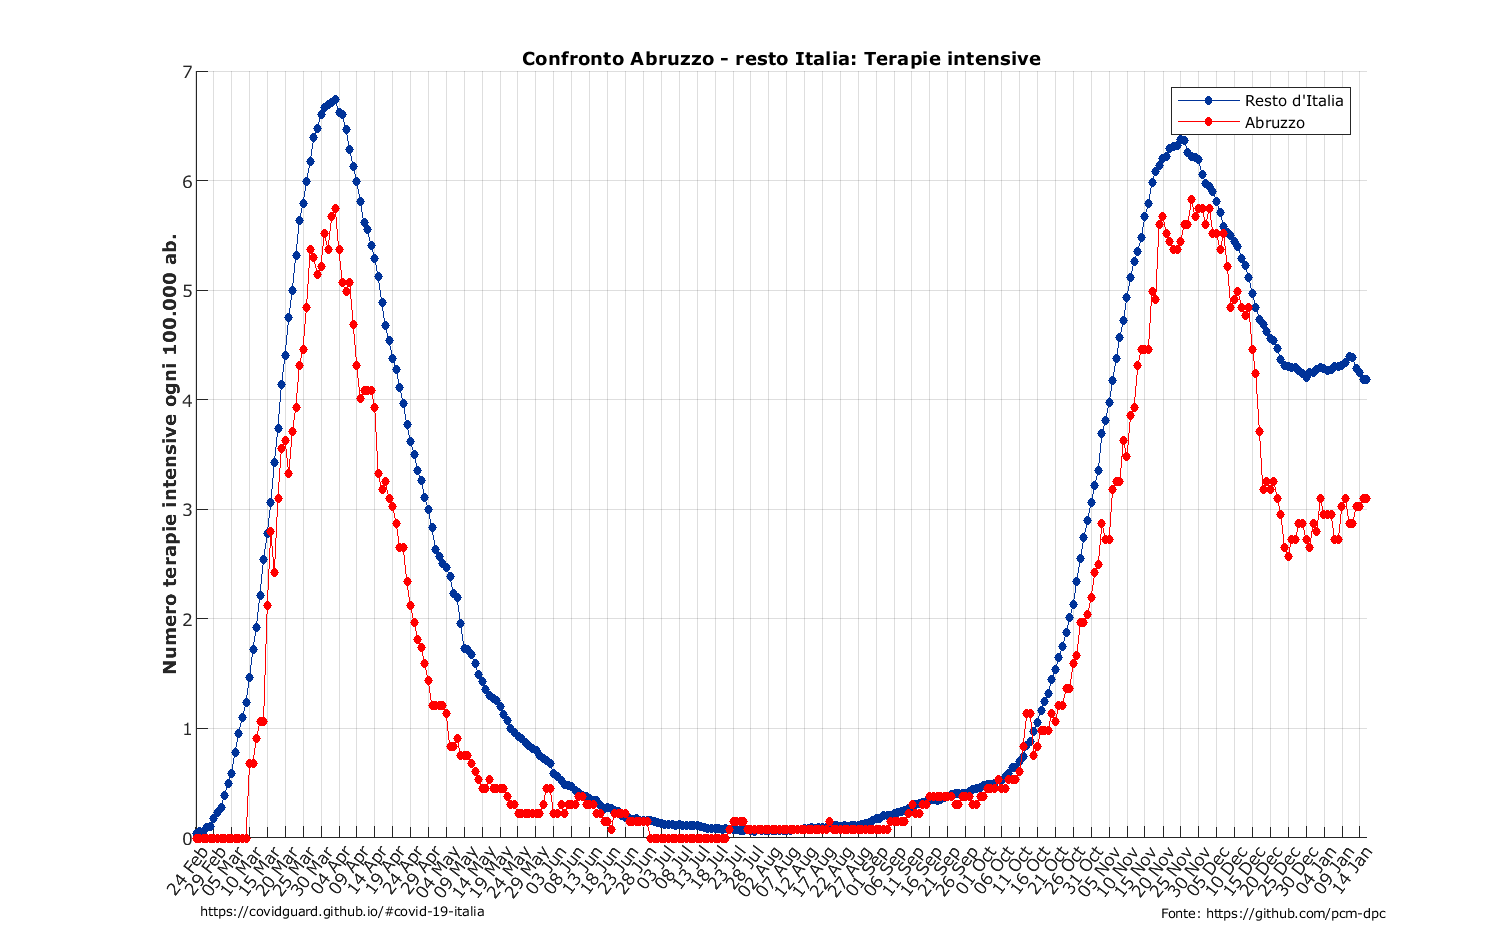 Confronto Abruzzo - resto Italia: Terapie intensive
Resto d'Italia
Abruzzo
Numero terapie intensive ogni 100.000 ab.
7
6
5
4
3
2
1
0
24 Feb
29 Feb
05 Mar
10 Mar
15 Mar
20 Mar
25 Mar
30 Mar
04 Apr
09 Apr
14 Apr
19 Apr
24 Apr
29 Apr
04 May
09 May
14 May
19 May
24 May
29 May
03 Jun
08 Jun
13 Jun
18 Jun
23 Jun
28 Jun
03 Jul
08 Jul
13 Jul
18 Jul
23 Jul
28 Jul
02 Aug
07 Aug
12 Aug
17 Aug
22 Aug
27 Aug
01 Sep
06 Sep
11 Sep
16 Sep
21 Sep
26 Sep
01 Oct
06 Oct
11 Oct
16 Oct
21 Oct
26 Oct
31 Oct
05 Nov
10 Nov
15 Nov
20 Nov
25 Nov
30 Nov
05 Dec
10 Dec
15 Dec
20 Dec
25 Dec
30 Dec
04 Jan
09 Jan
14 Jan
https://covidguard.github.io/#covid-19-italia
Fonte: https://github.com/pcm-dpc